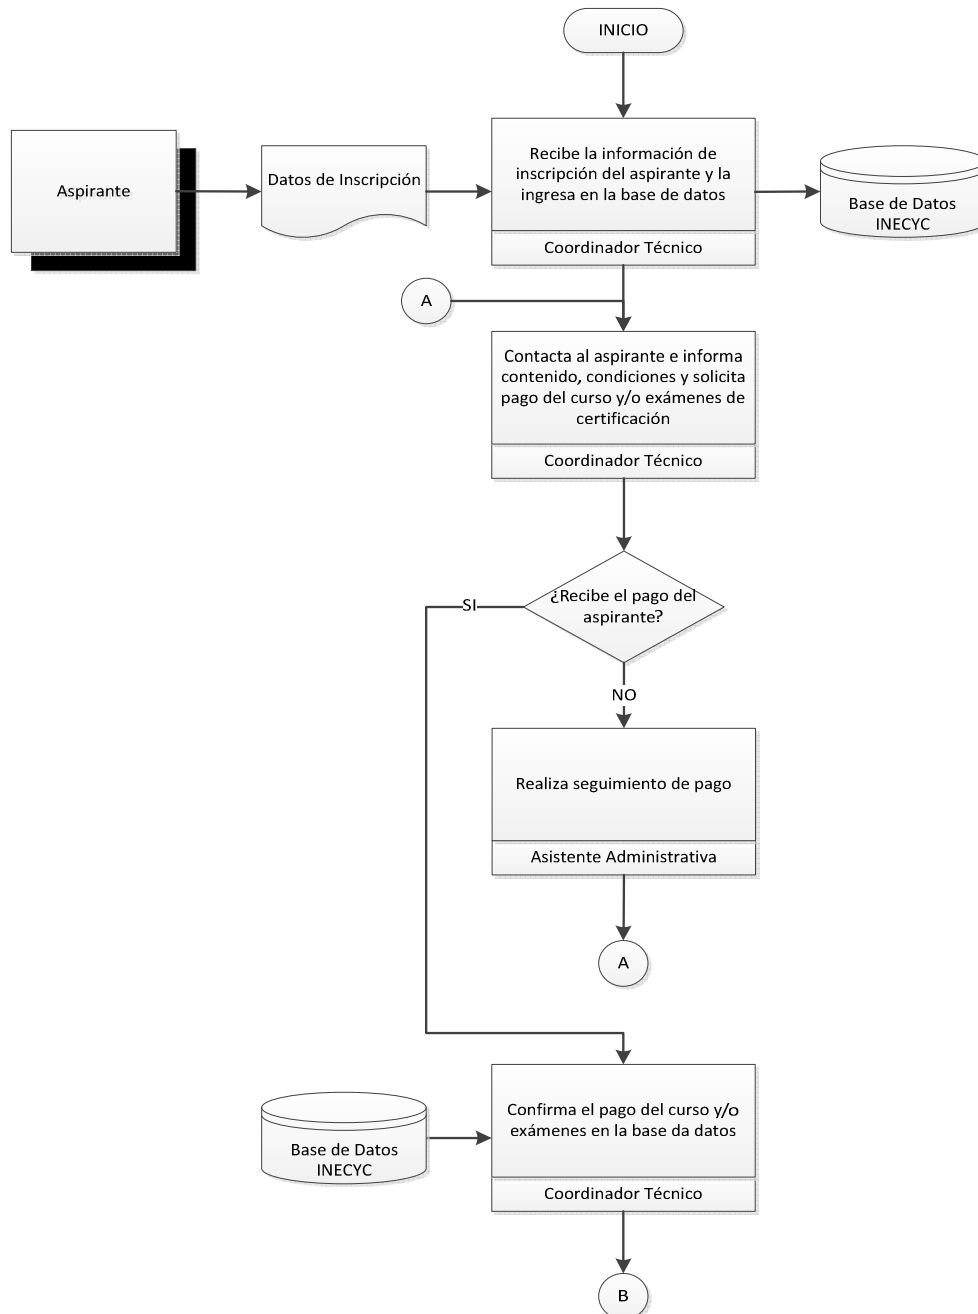 INICIO
Aspirante
Datos de Inscripción
Recibe la información de
inscripción del aspirante y la
ingresa en la base de datos
Coordinador Técnico
Base de Datos
INECYC
A
Contacta al aspirante e informa
contenido, condiciones y solicita
pago del curso y/o exámenes de
certificación
Coordinador Técnico
¿Recibe el pago del
aspirante?
SI
NO
Realiza seguimiento de pago
Asistente Administrativa
A
Base de Datos
INECYC
Confirma el pago del curso y/o
exámenes en la base da datos
Coordinador Técnico
B